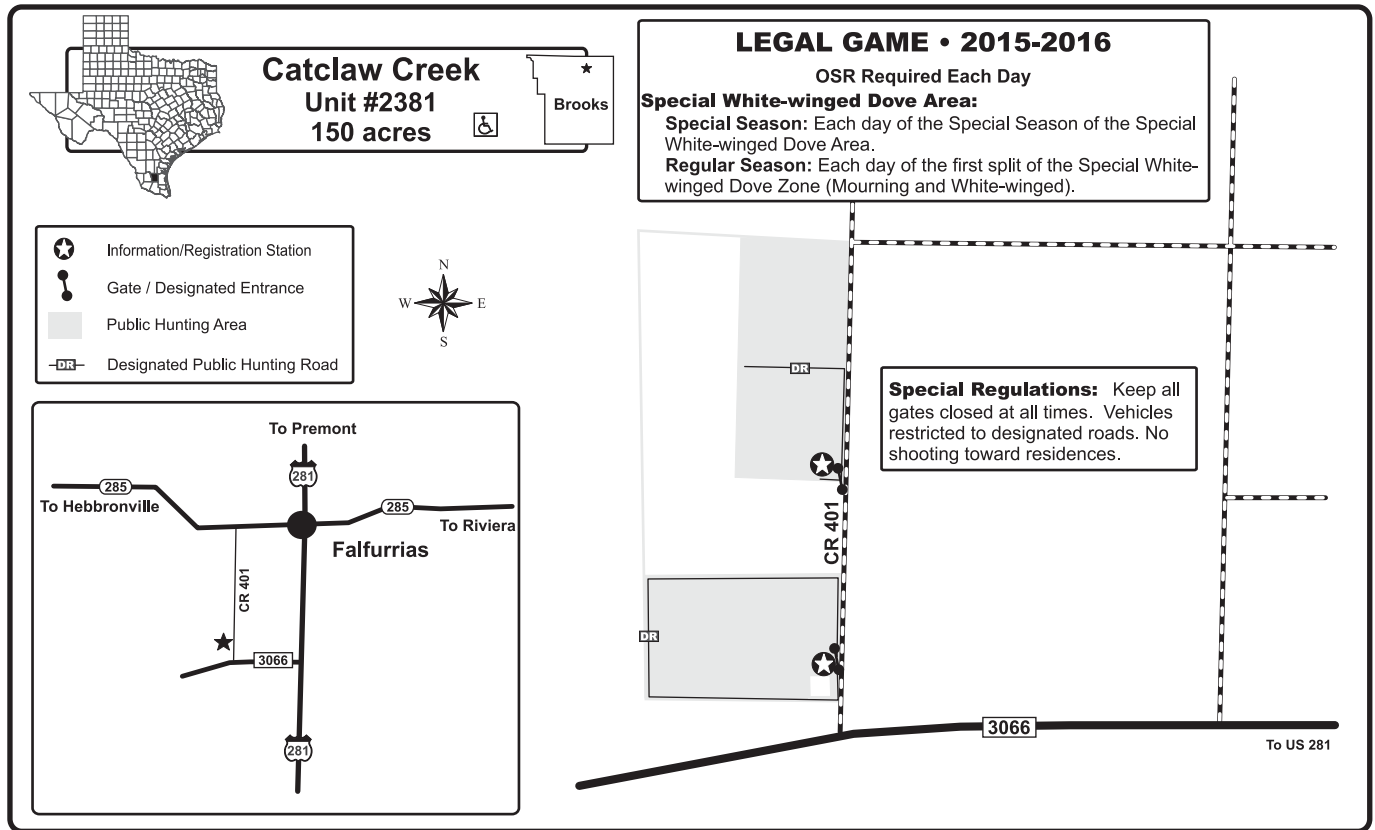 Catclaw Creek
Unit #2381
150 acres
Brooks
LEGAL GAME • 2015-2016
OSR Required Each Day
Special White-winged Dove Area:
Special Season: Each day of the Special Season of the Special
White-winged Dove Area.
Regular Season: Each day of the first split of the Special White-
winged Dove Zone (Mourning and White-winged).
Information/Registration Station
Gate / Designated Entrance
Public Hunting Area
DR Designated Public Hunting Road
N
W E
S
DR
Special Regulations: Keep all
gates closed at all times. Vehicles
restricted to designated roads. No
shooting toward residences.
CR 401
DR
3066
To US 281
To Premont
281
285
To Hebbronville
285
To Riviera
Falfurrias
CR 401
3066
281